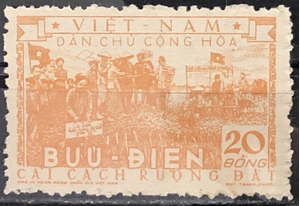 VIỆT-NAM
DÂN CHỦ CỘNG HÒA
20
ĐỒNG
BƯU-ĐIỆN
CẢI CÁCH RUỘNG ĐẤT